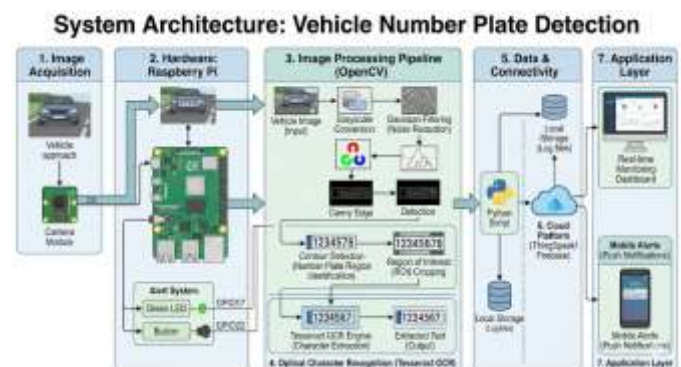 System Architecture: Vehicle Number Plate Detection
1. Image
Acquisition
Vehicle
approach
Camera
Module
2. Hardware:
Raspberry Pi
Alert System
Green LED
GPIO17
GPIO22
3. Image Processing Pipeline
(OpenCV)
Vehicle Image
(Input)
Grayscale
Conversion
Gaussian Filtering
(Noise Reduction)
Canny Edge
Detection
Contour Detection
(Number Plate Region
Identification)
Region of Interest
Cropping
Tesseract OCR Engine
(Character Extraction)
Extracted Text
(Output)
4. Optical Character Recognition (Tesseract OCR)
5. Data &
Connectivity
Local
Storage
Python
Script
6. Cloud
Platform
(ThingSpeak/
Firebase)
Local Storage
7. Application
Layer
Real-time
Monitoring
Dashboard
Mobile Alerts
(Push Notifications)
Mobile Alerts
7. Application Layer